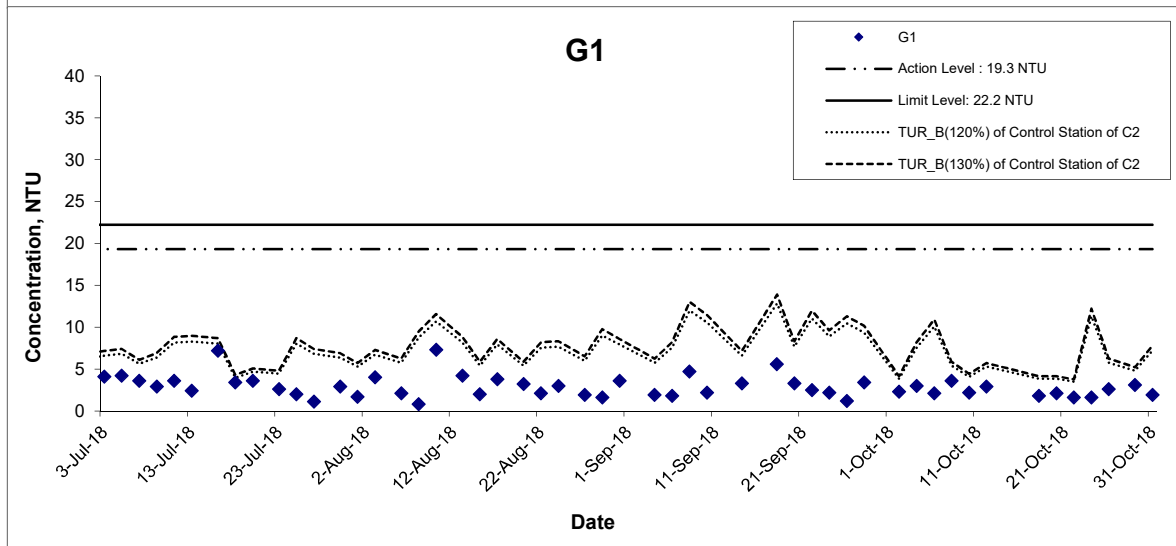 G1
G1
Action Level : 19.3 NTU
Limit Level: 22.2 NTU
TUR_B(120%) of Control Station of C2
TUR_B(130%) of Control Station of C2
Concentration, NTU
40
35
30
25
20
15
10
5
0
3-Jul-18
13-Jul-18
23-Jul-18
2-Aug-18
12-Aug-18
22-Aug-18
1-Sep-18
11-Sep-18
21-Sep-18
1-Oct-18
11-Oct-18
21-Oct-18
31-Oct-18
Date